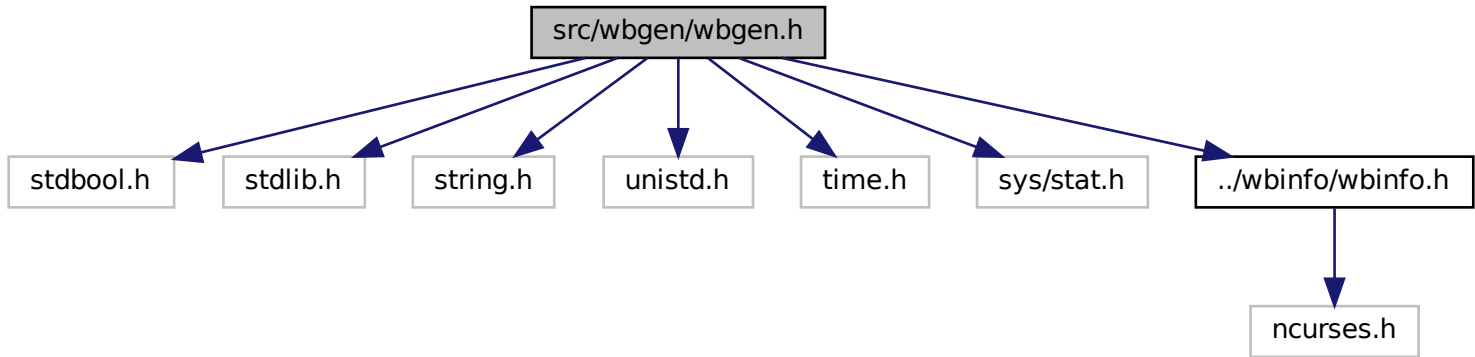 src/wbgen/wbgen.h
stdbool.h
stdlib.h
string.h
unistd.h
time.h
sys/stat.h
../wbinfo/wbinfo.h
ncurses.h